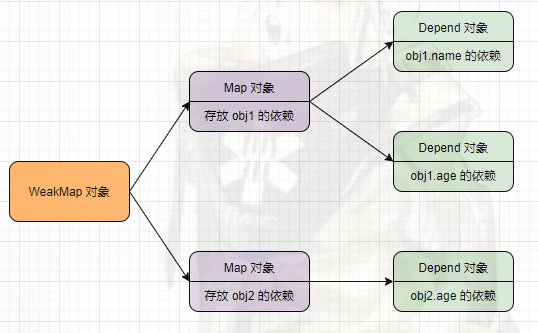 Depend 对象
obj1.name 的依赖
Map 对象
存放 obj1 的依赖
Depend 对象
obj1.age 的依赖
WeakMap 对象
Map 对象
存放 obj2 的依赖
Depend 对象
obj2.age 的依赖